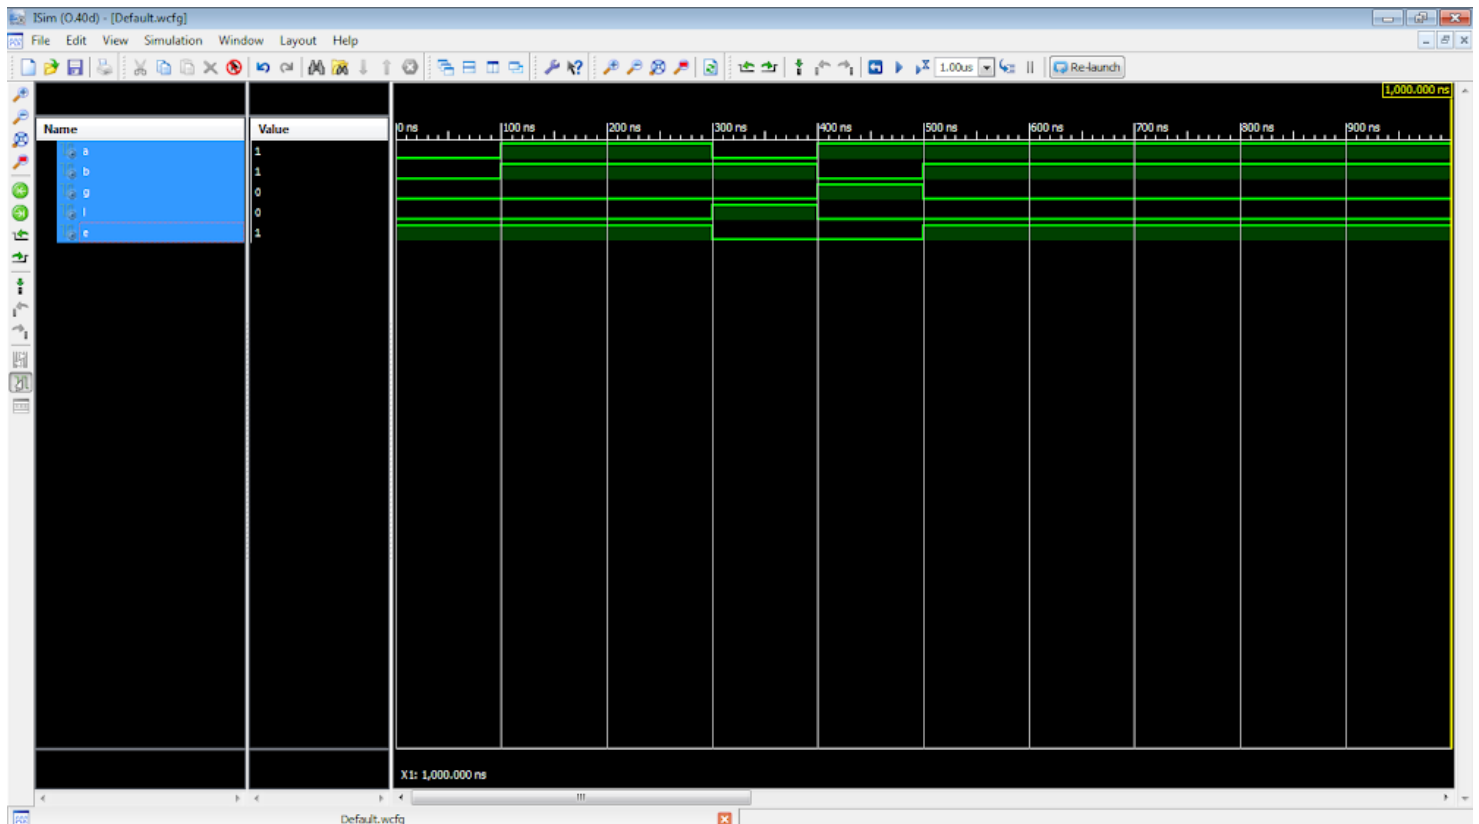 ISim (O.40d) - [Default.wcfg]
File Edit View Simulation Window Layout Help
1.00us Re-launch
1,000.000 ns
Name Value
0 ns 100 ns 200 ns 300 ns 400 ns 500 ns 600 ns 700 ns 800 ns 900 ns
a 1
b 1
g 0
l 0
e 1
X1: 1,000.000 ns
Default.wcfg